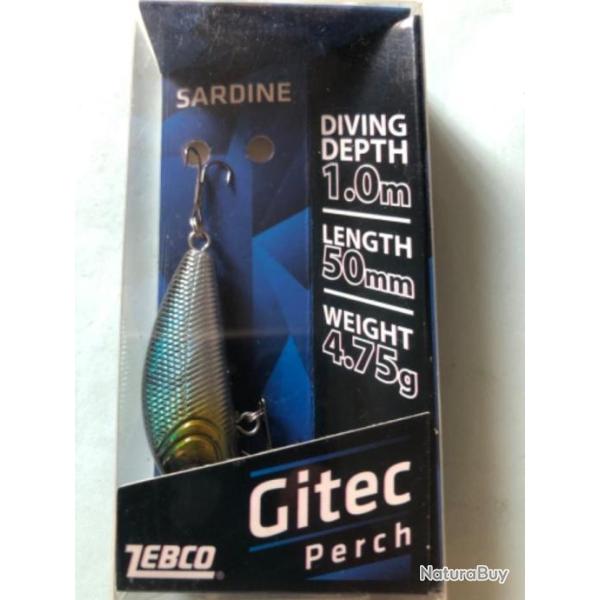 SARDINE
DIVING
DEPTH
1.0m
LENGTH
50mm
WEIGHT
4.75g
Gitec
Perch
ZEBCO®
NaturaBuy